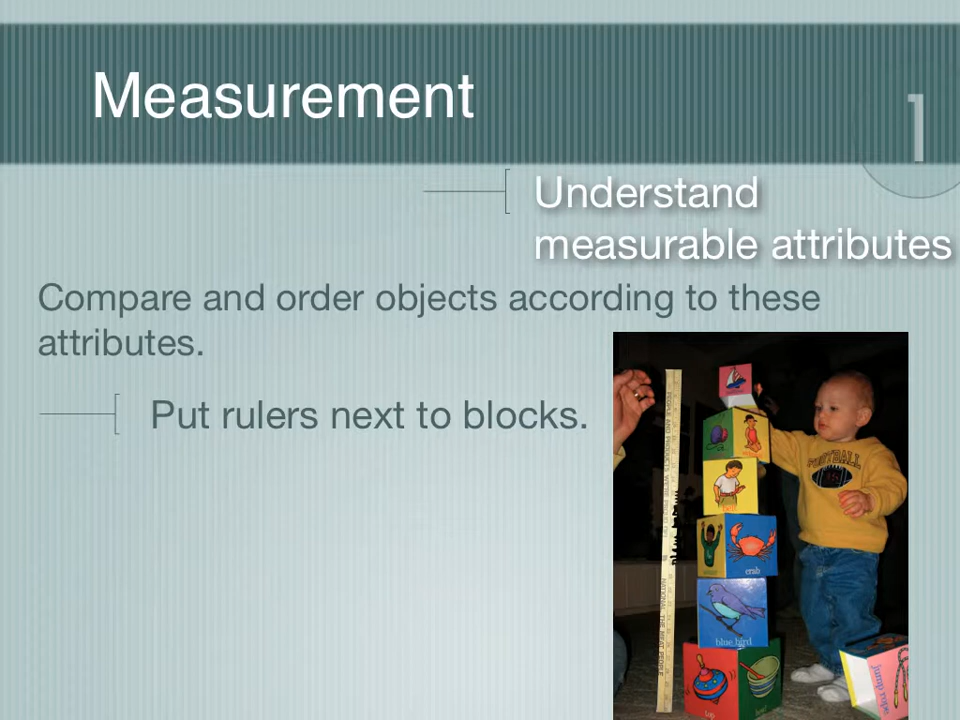 Measurement
1
Understand
measurable attributes
Compare and order objects according to these
attributes.
Put rulers next to blocks.
FOOTBALL
crab
blue bird
top
jump rope